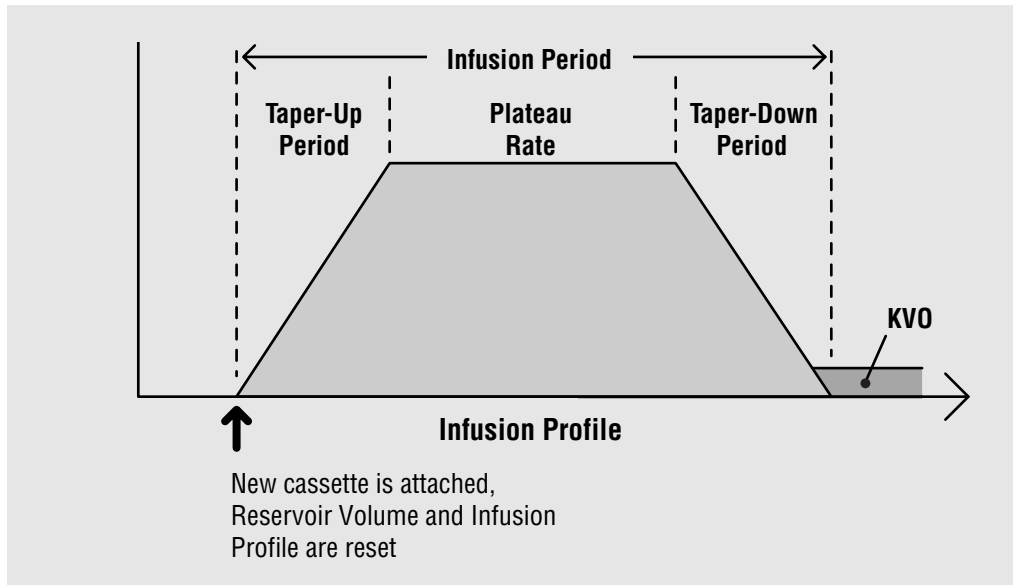 Infusion Period
Taper-Up
Period
Plateau
Rate
Taper-Down
Period
KVO
Infusion Profile
New cassette is attached,
Reservoir Volume and Infusion
Profile are reset